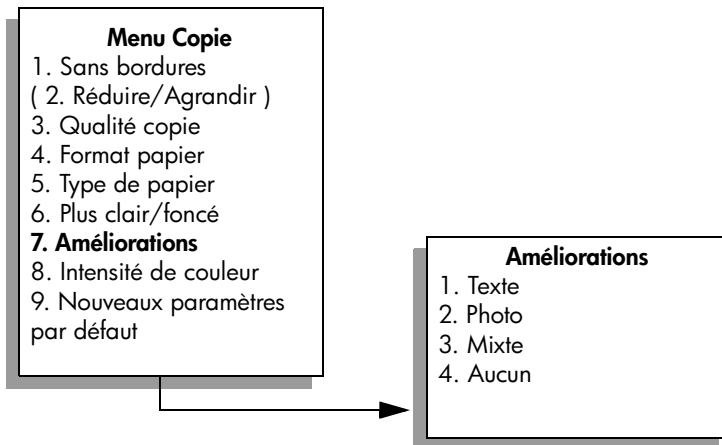 Menu Copie
1. Sans bordures
( 2. Réduire/Agrandir )
3. Qualité copie
4. Format papier
5. Type de papier
6. Plus clair/foncé
7. Améliorations
8. Intensité de couleur
9. Nouveaux paramètres
par défaut
Améliorations
1. Texte
2. Photo
3. Mixte
4. Aucun